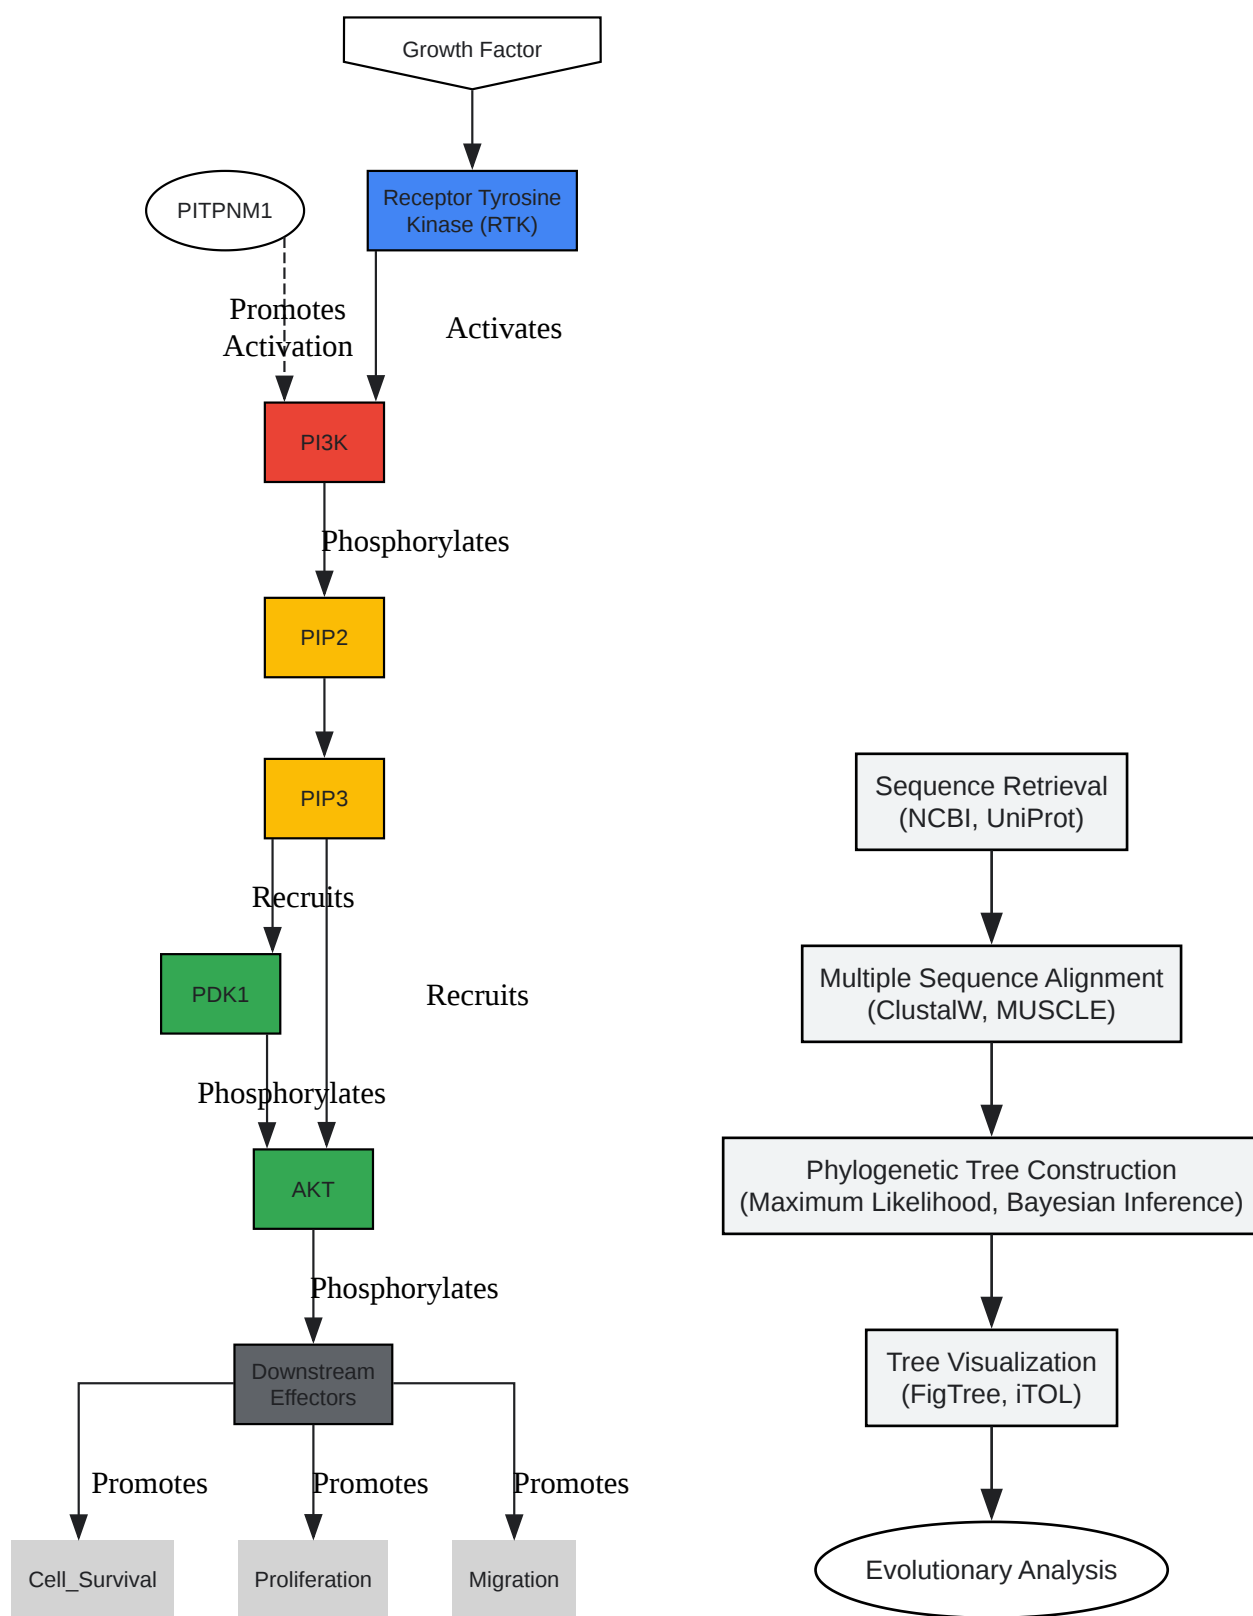 Growth Factor
PITPNM1
Receptor Tyrosine
Kinase (RTK)
Promotes
Activation
Activates
PI3K
Phosphorylates
PIP2
PIP3
Recruits
PDK1
Recruits
Phosphorylates
AKT
Phosphorylates
Downstream
Effectors
Promotes
Promotes
Promotes
Cell_Survival
Proliferation
Migration
Sequence Retrieval
(NCBI, UniProt)
Multiple Sequence Alignment
(ClustalW, MUSCLE)
Phylogenetic Tree Construction
(Maximum Likelihood, Bayesian Inference)
Tree Visualization
(FigTree, iTOL)
Evolutionary Analysis